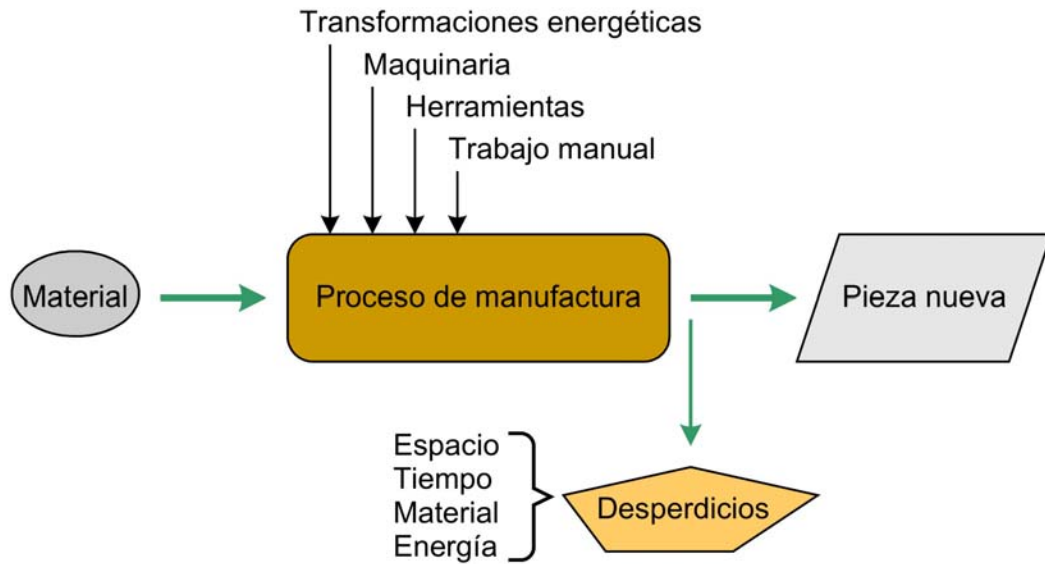 Transformaciones energéticas
Maquinaria
Herramientas
Trabajo manual
Material
Proceso de manufactura
Pieza nueva
Espacio
Tiempo
Material
Energía
Desperdicios